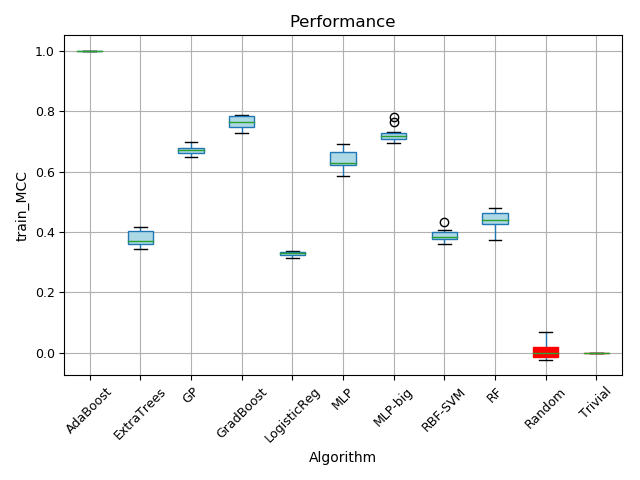 Performance
train_MCC
1.0
0.8
0.6
0.4
0.2
0.0
AdaBoost
ExtraTrees
GP
GradBoost
LogisticReg
MLP
MLP-big
RBF-SVM
RF
Random
Trivial
Algorithm